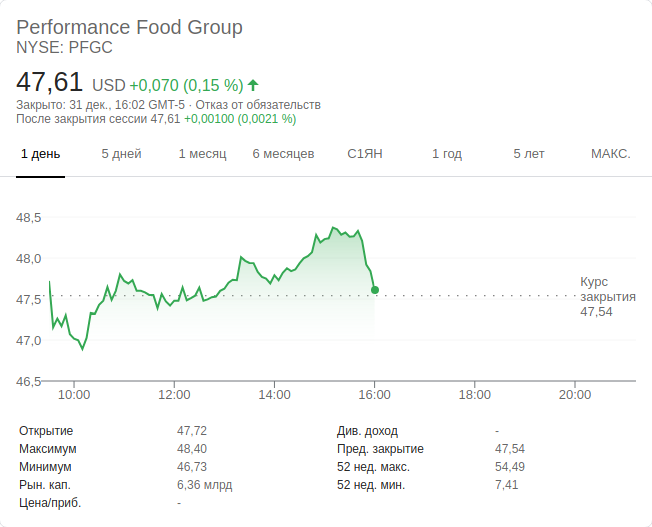 Performance Food Group
NYSE: PFGC
47,61 USD +0,070 (0,15 %)
Закрыто: 31 дек., 16:02 GMT-5 · Отказ от обязательств
После закрытия сессии 47,61 +0,00100 (0,0021 %)
1 день 5 дней 1 месяц 6 месяцев С1ЯН 1 год 5 лет МАКС.
48,5
48,0
47,5
47,0
46,5
Курс
закрытия
47,54
10:00 12:00 14:00 16:00 18:00 20:00
Открытие 47,72 Див. доход -
Максимум 48,40 Пред. закрытие 47,54
Минимум 46,73 52 нед. макс. 54,49
Рын. кап. 6,36 млрд 52 нед. мин. 7,41
Цена/приб. -